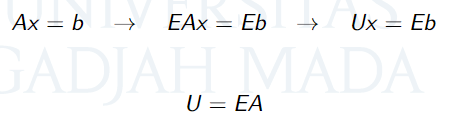 UNIVERSITAS
GADJAH MADA
Ax = b → EAx = Eb → Ux = Eb
U = EA